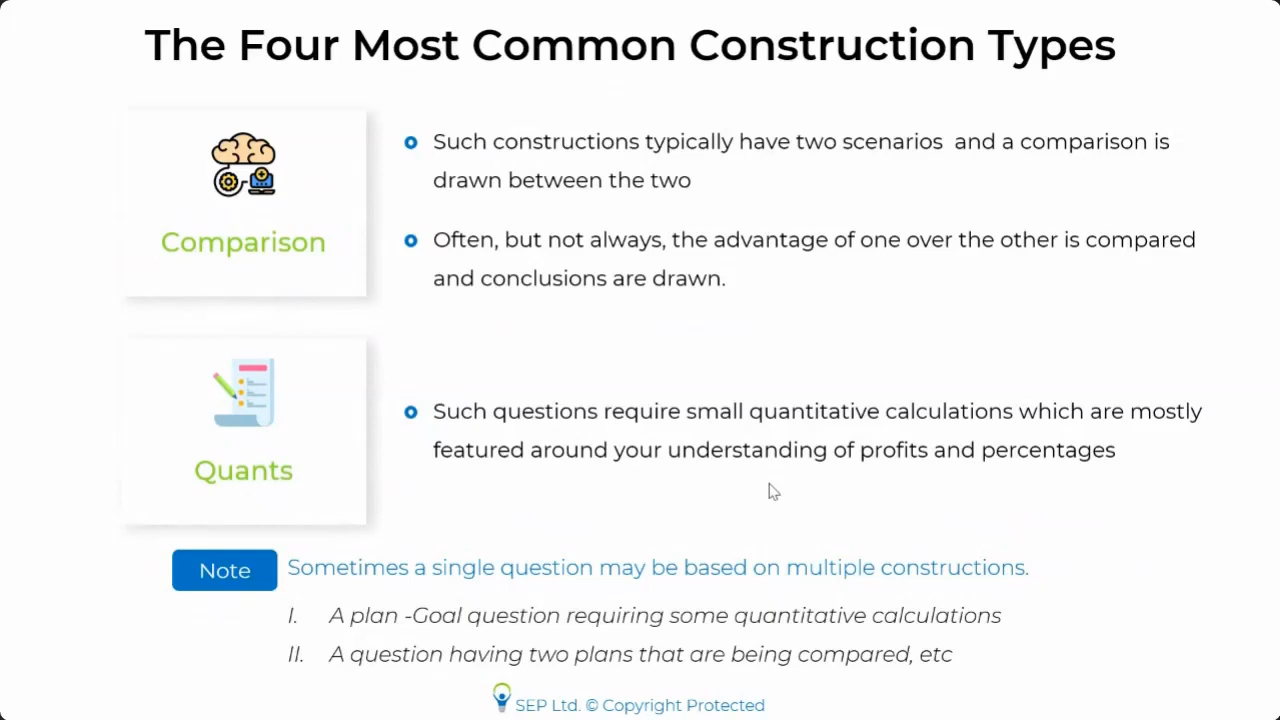 The Four Most Common Construction Types
Such constructions typically have two scenarios and a comparison is
drawn between the two
Comparison
Often, but not always, the advantage of one over the other is compared
and conclusions are drawn.
Quants
Such questions require small quantitative calculations which are mostly
featured around your understanding of profits and percentages
Note
Sometimes a single question may be based on multiple constructions.
I. A plan -Goal question requiring some quantitative calculations
II. A question having two plans that are being compared, etc
SEP Ltd. © Copyright Protected